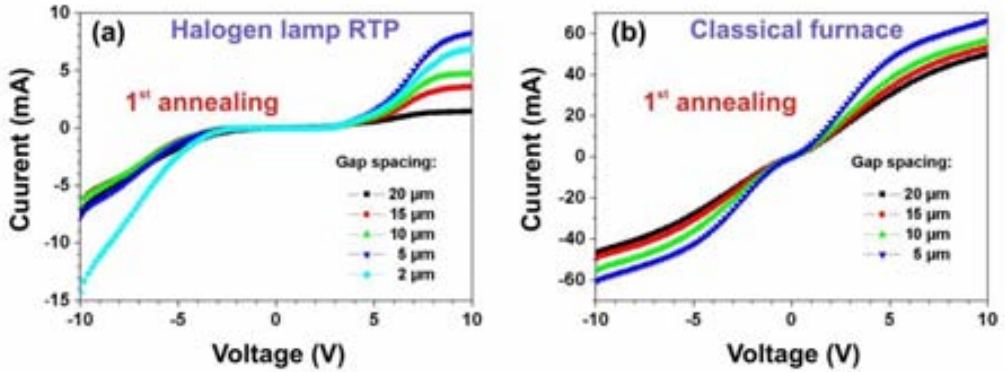 (a) Halogen lamp RTP
1st annealing
Gap spacing:
20 µm
15 µm
10 µm
5 µm
2 µm
Cuurent (mA)
10
5
0
-5
-10
-15
-10 -5 0 5 10
Voltage (V)
(b) Classical furnace
1st annealing
Gap spacing:
20 µm
15 µm
10 µm
5 µm
Cuurent (mA)
60
40
20
0
-20
-40
-60
-10 -5 0 5 10
Voltage (V)